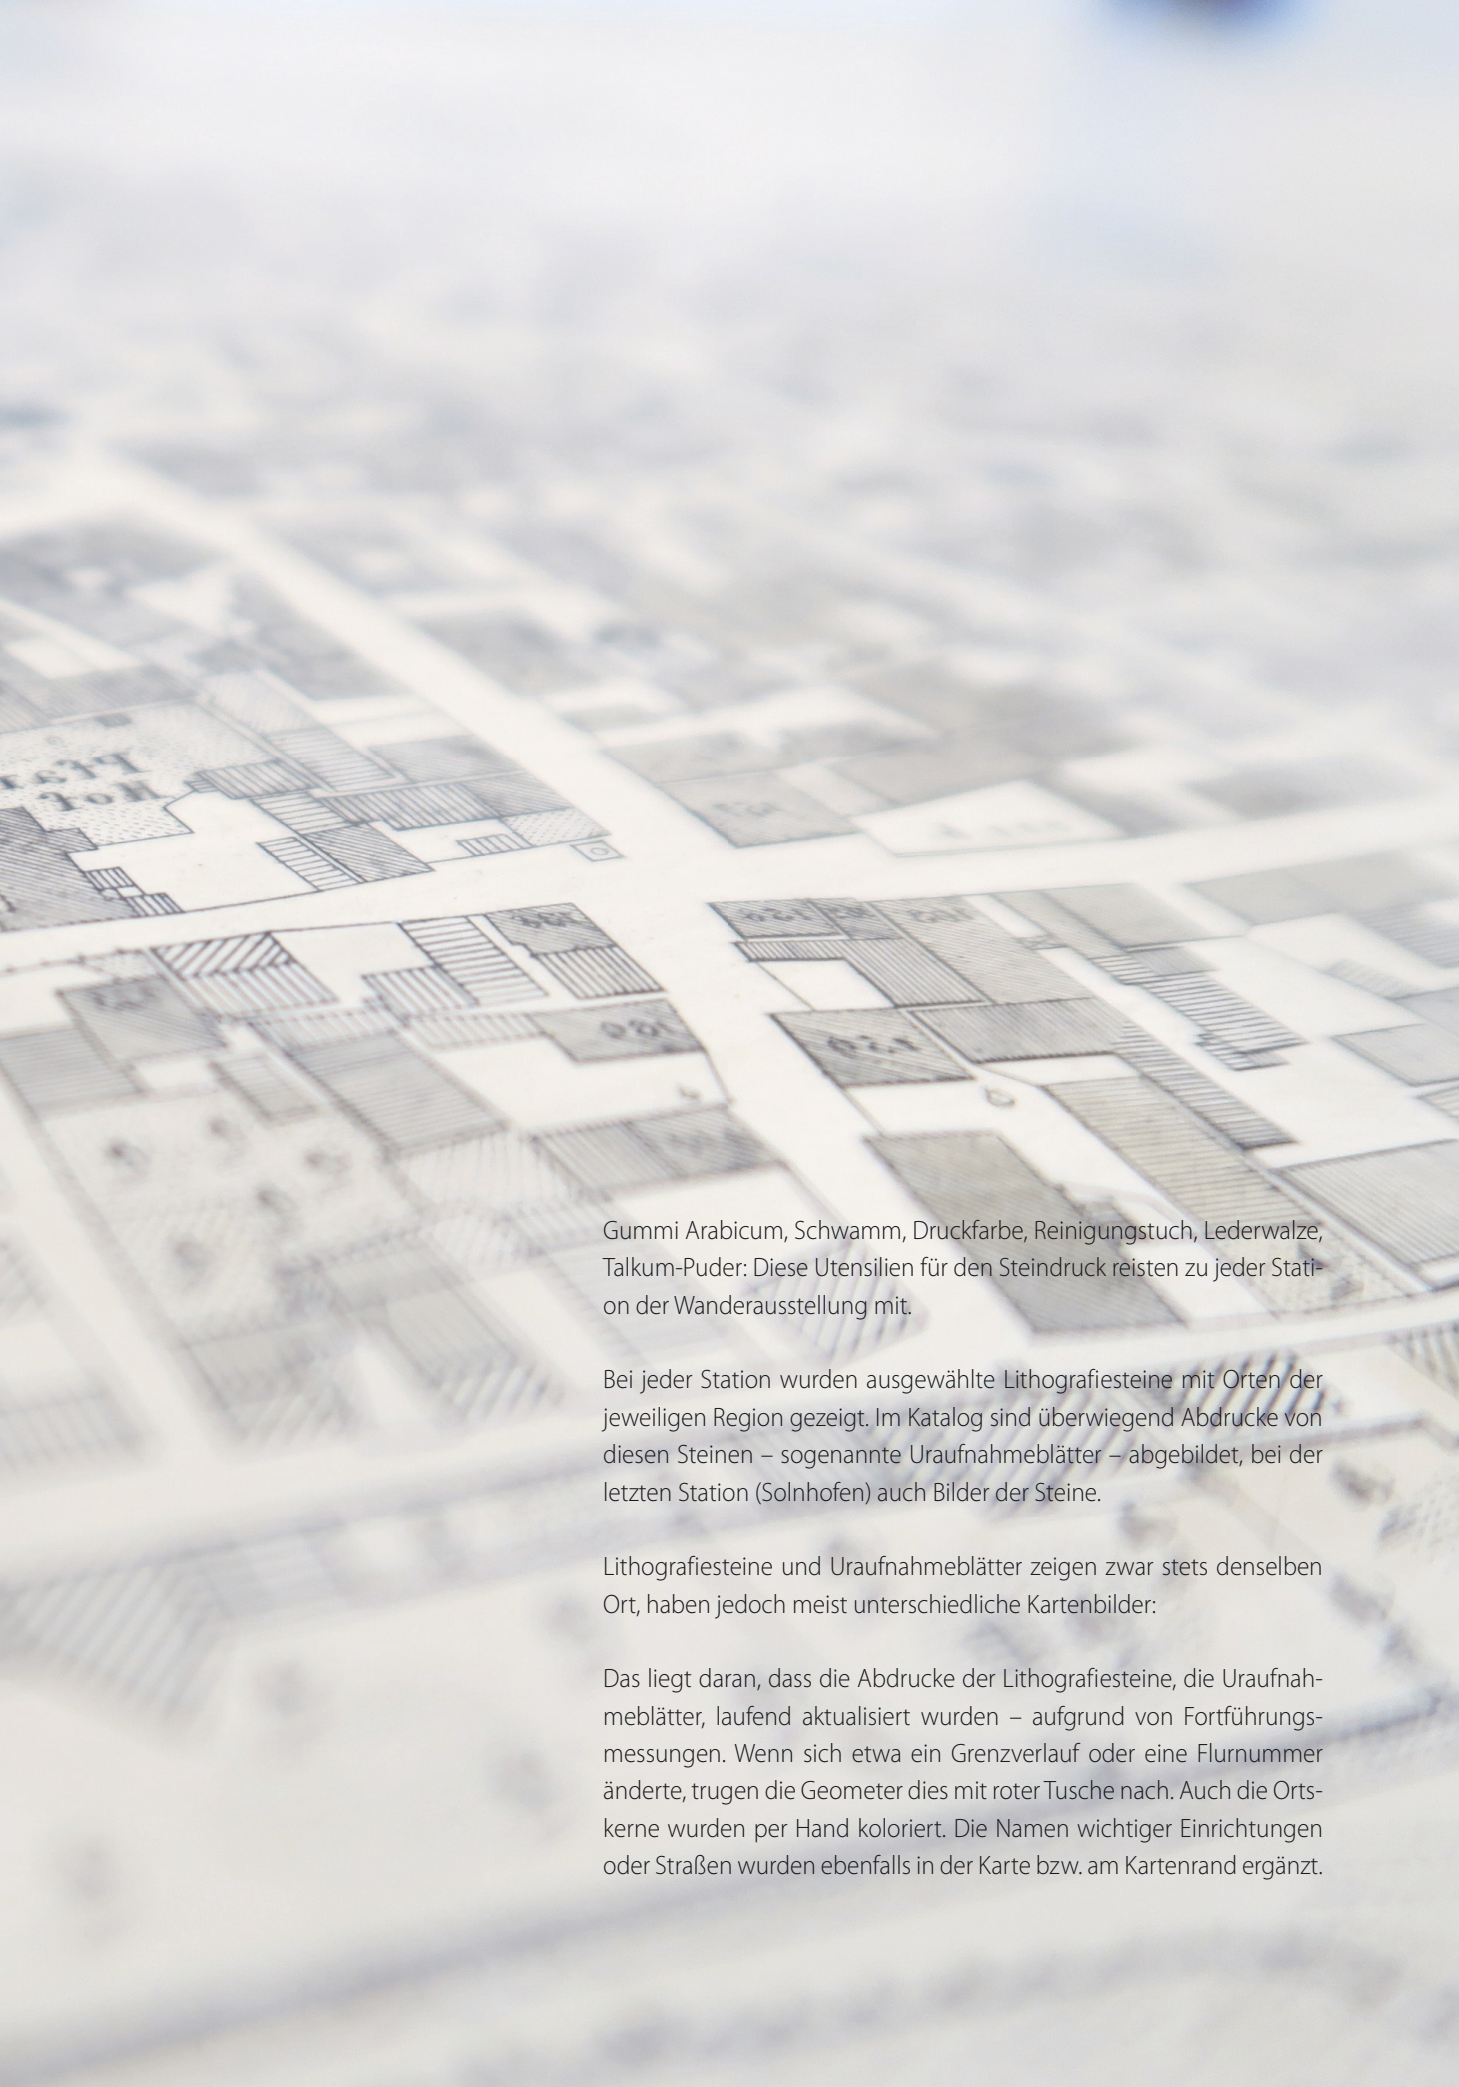 Gummi Arabicum, Schwamm, Druckfarbe, Reinigungstuch, Lederwalze,
Talkum-Puder: Diese Utensilien für den Steindruck reisten zu jeder Stati-
on der Wanderausstellung mit.
Bei jeder Station wurden ausgewählte Lithografiesteine mit Orten der
jeweiligen Region gezeigt. Im Katalog sind überwiegend Abdrucke von
diesen Steinen – sogenannte Uraufnahmeblätter – abgebildet, bei der
letzten Station (Solnhofen) auch Bilder der Steine.
Lithografiesteine und Uraufnahmeblätter zeigen zwar stets denselben
Ort, haben jedoch meist unterschiedliche Kartenbilder:
Das liegt daran, dass die Abdrucke der Lithografiesteine, die Uraufnah-
meblätter, laufend aktualisiert wurden – aufgrund von Fortführungs-
messungen. Wenn sich etwa ein Grenzverlauf oder eine Flurnummer
änderte, trugen die Geometer dies mit roter Tusche nach. Auch die Orts-
kerne wurden per Hand koloriert. Die Namen wichtiger Einrichtungen
oder Straßen wurden ebenfalls in der Karte bzw. am Kartenrand ergänzt.